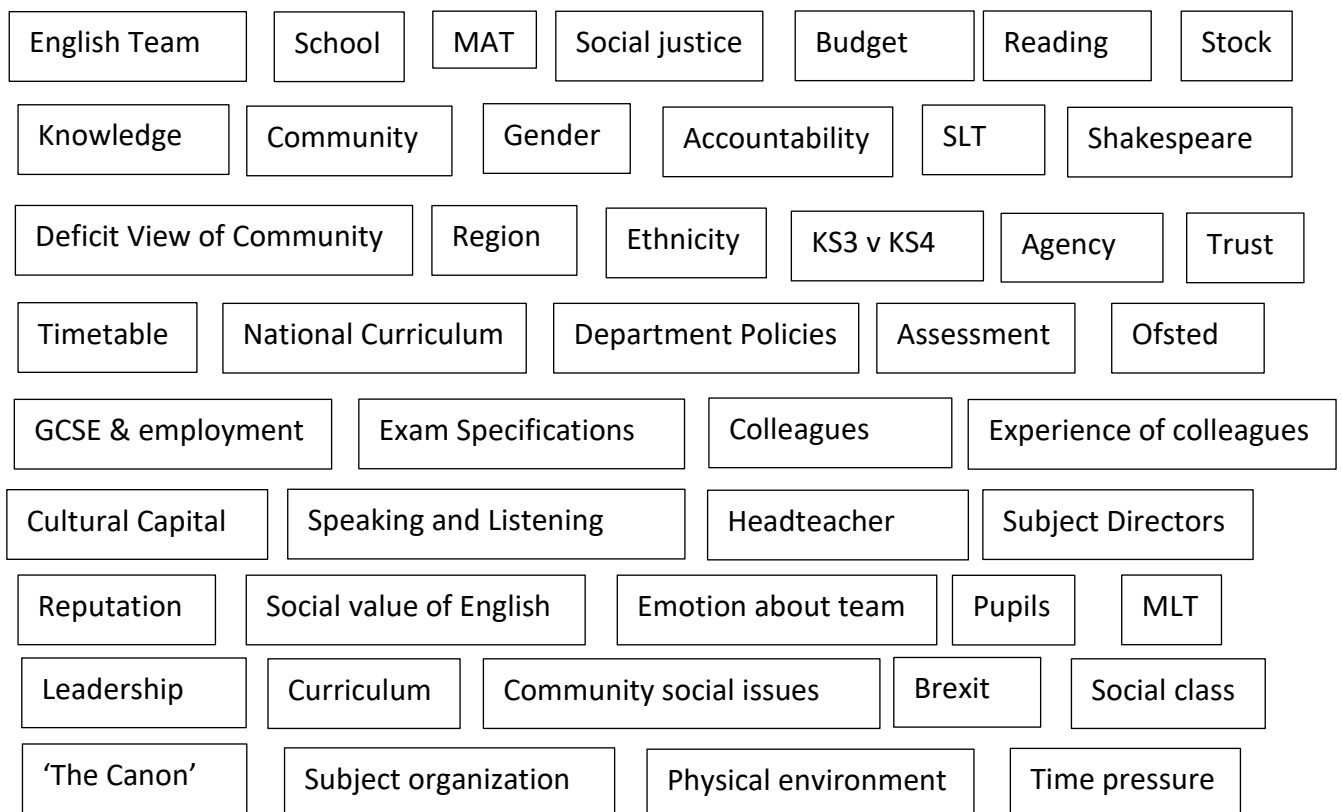 English Team School MAT Social justice Budget Reading Stock
Knowledge Community Gender Accountability SLT Shakespeare
Deficit View of Community Region Ethnicity KS3 v KS4 Agency Trust
Timetable National Curriculum Department Policies Assessment Ofsted
GCSE & employment Exam Specifications Colleagues Experience of colleagues
Cultural Capital Speaking and Listening Headteacher Subject Directors
Reputation Social value of English Emotion about team Pupils MLT
Leadership Curriculum Community social issues Brexit Social class
‘The Canon’ Subject organization Physical environment Time pressure